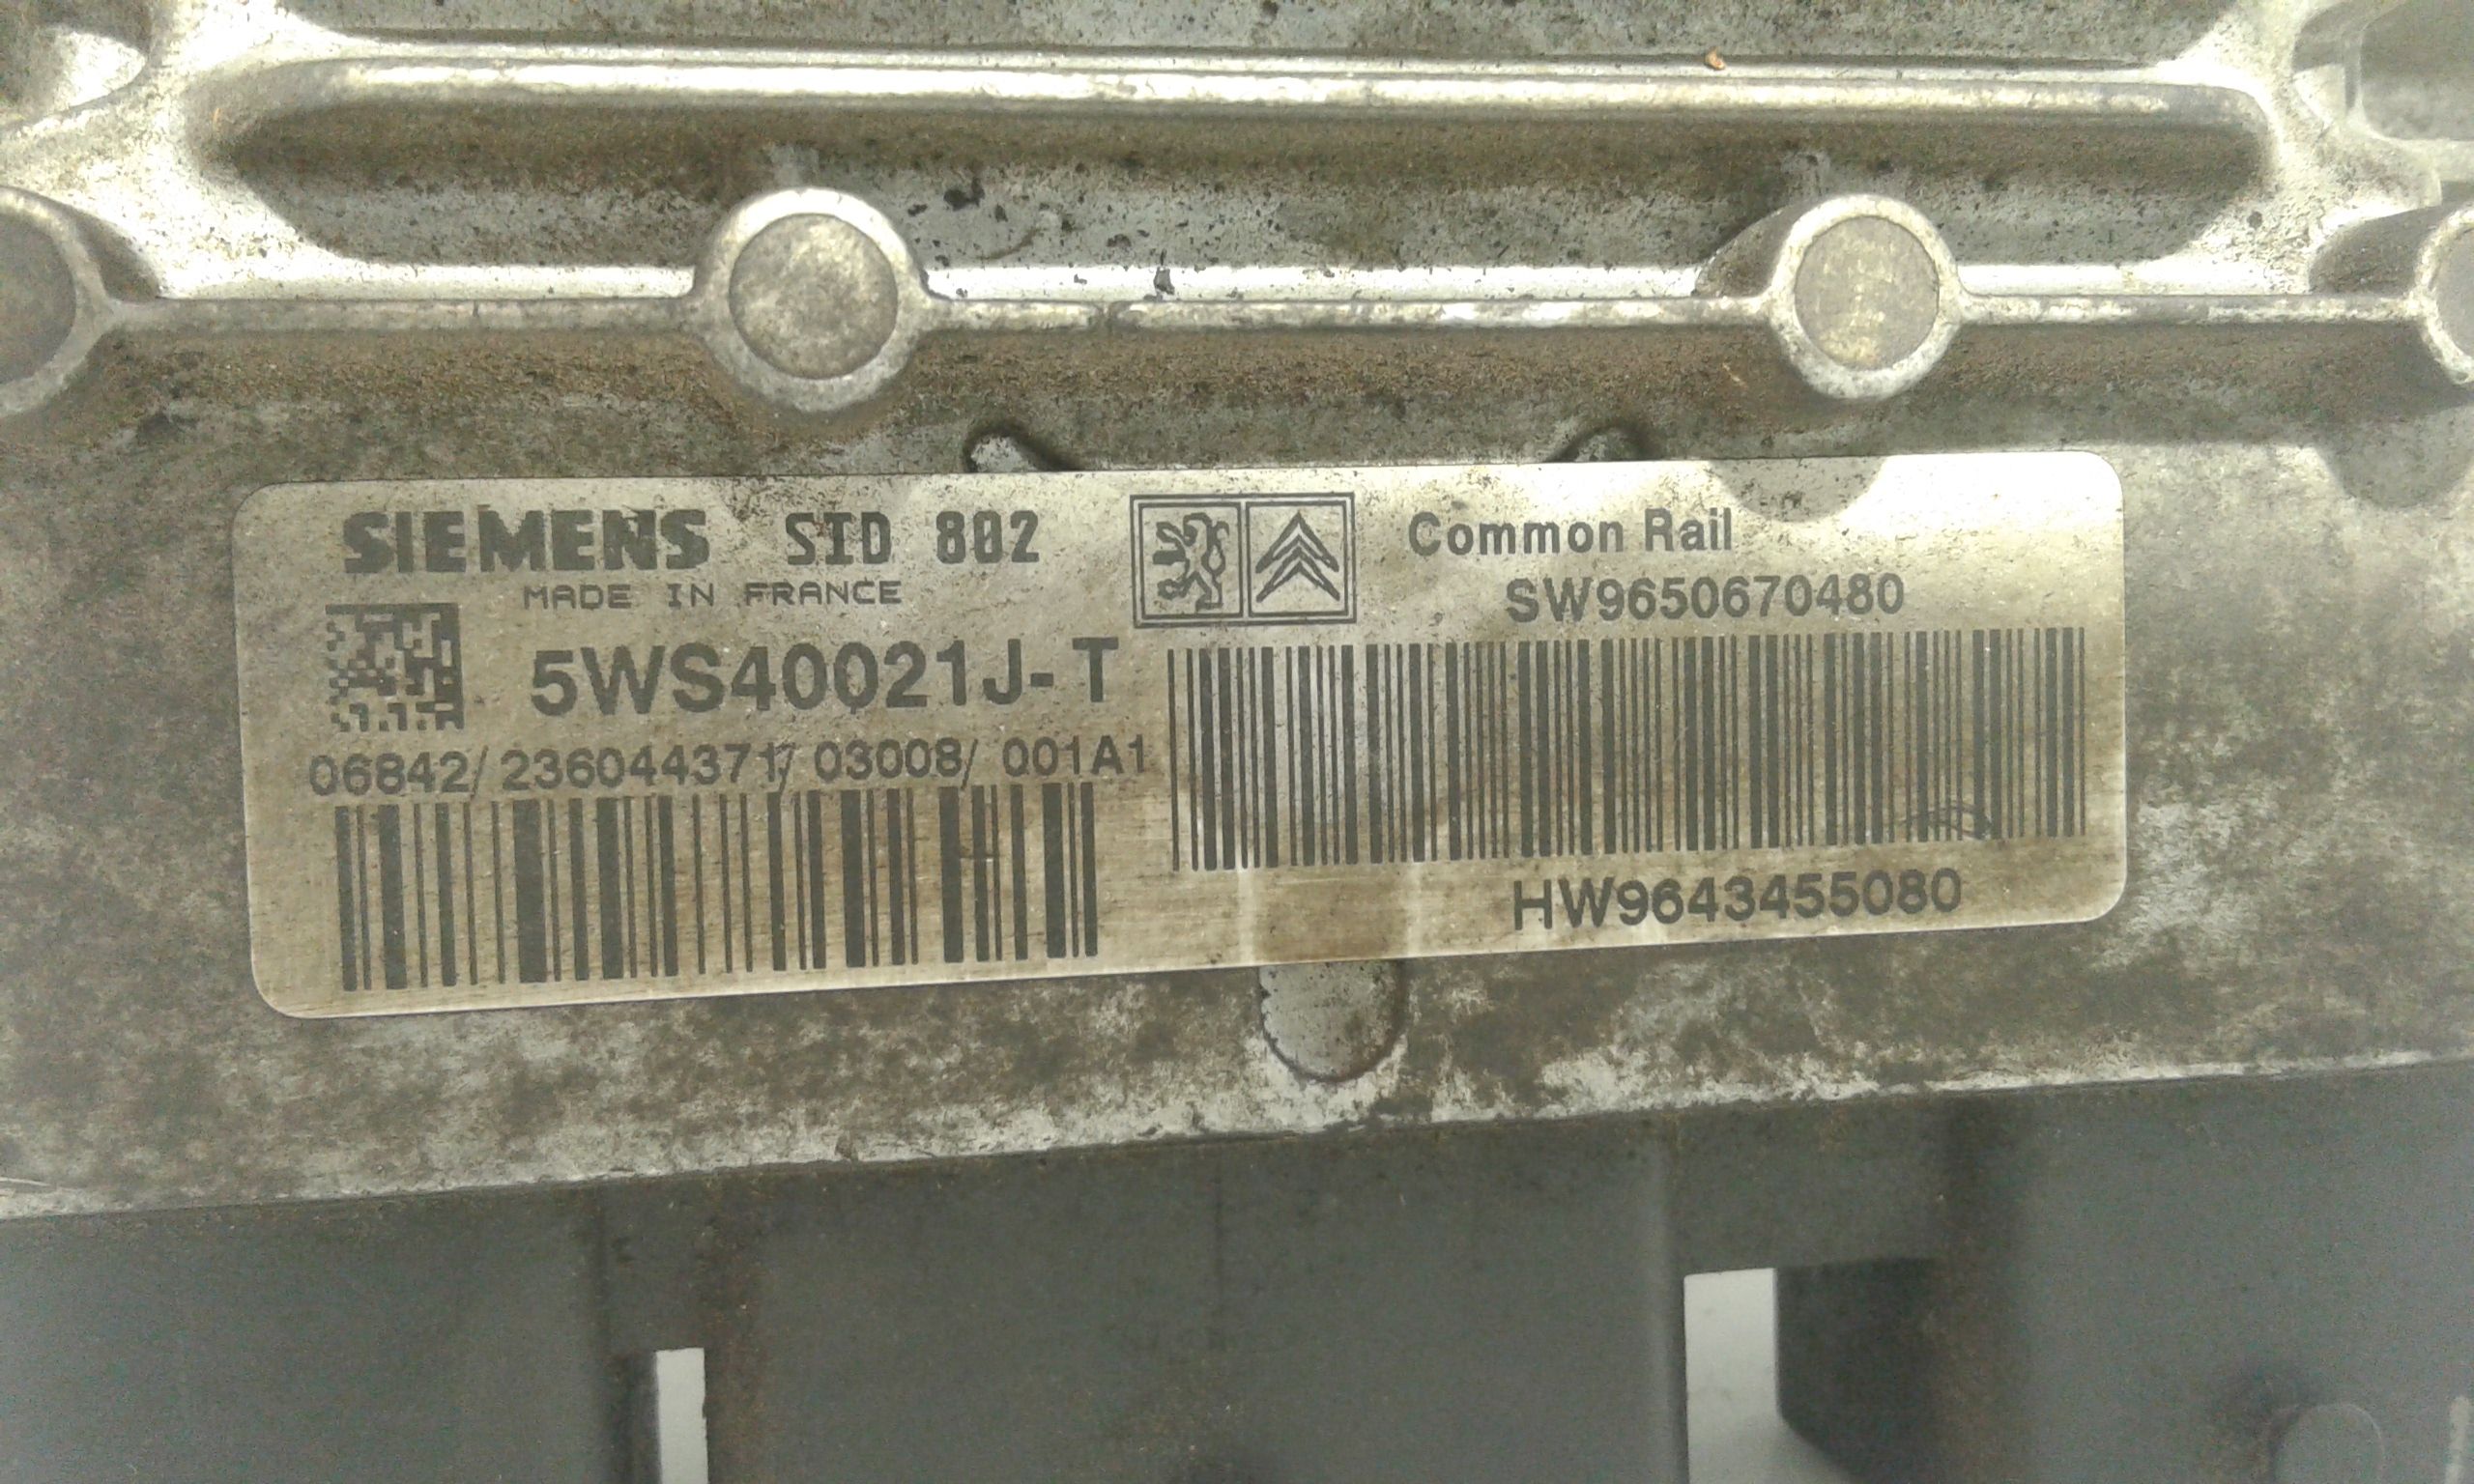 SIEMENS SID 802
MADE IN FRANCE
5WS40021J-T
06842/236044371/03008/ 001A1
Common Rail
SW9650670480
HW9643455080